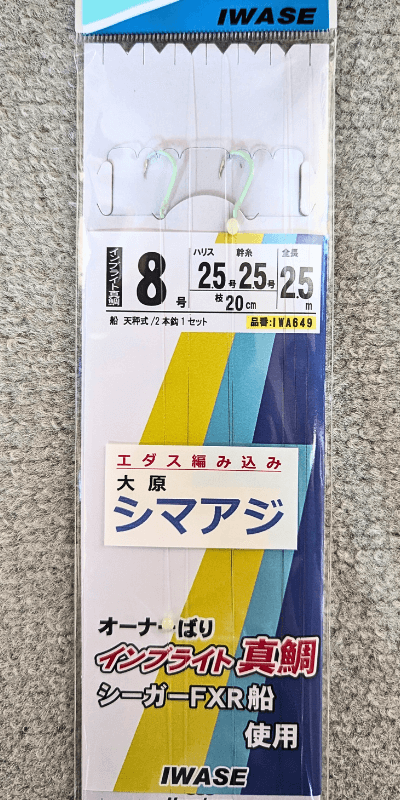 IWASE
インブライト真鯛
8号
ハリス 幹糸 全長
2.5号 2.5号 2.5m
枝20cm
船 天秤式/2本鈎1セット
品番:IWA649
エダス編み込み
大原
シマアジ
オーナーばり
インブライト真鯛
シーガーFXR船
使用
IWASE